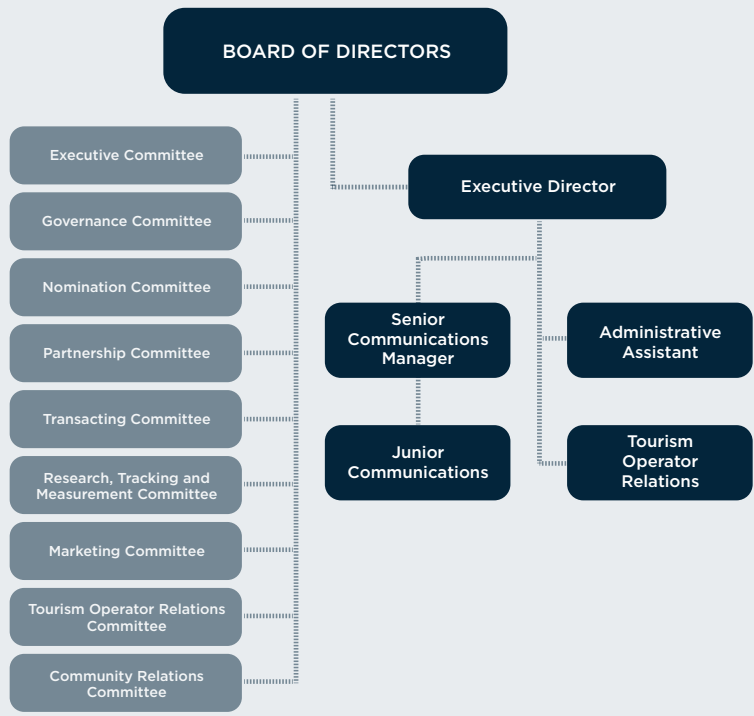 BOARD OF DIRECTORS
Executive Committee
Governance Committee
Nomination Committee
Partnership Committee
Transacting Committee
Research, Tracking and
Measurement Committee
Marketing Committee
Tourism Operator Relations
Committee
Community Relations
Committee
Executive Director
Senior
Communications
Manager
Administrative
Assistant
Junior
Communications
Tourism
Operator
Relations